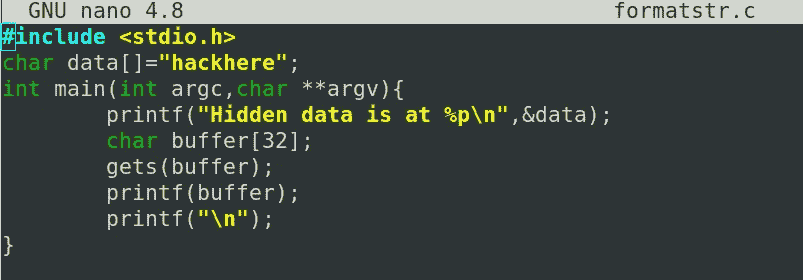 GNU nano 4.8 formatstr.c
#include <stdio.h>
char data[]="hackhere";
int main(int argc,char **argv){
        printf("Hidden data is at %p\n",&data);
        char buffer[32];
        gets(buffer);
        printf(buffer);
        printf("\n");
}